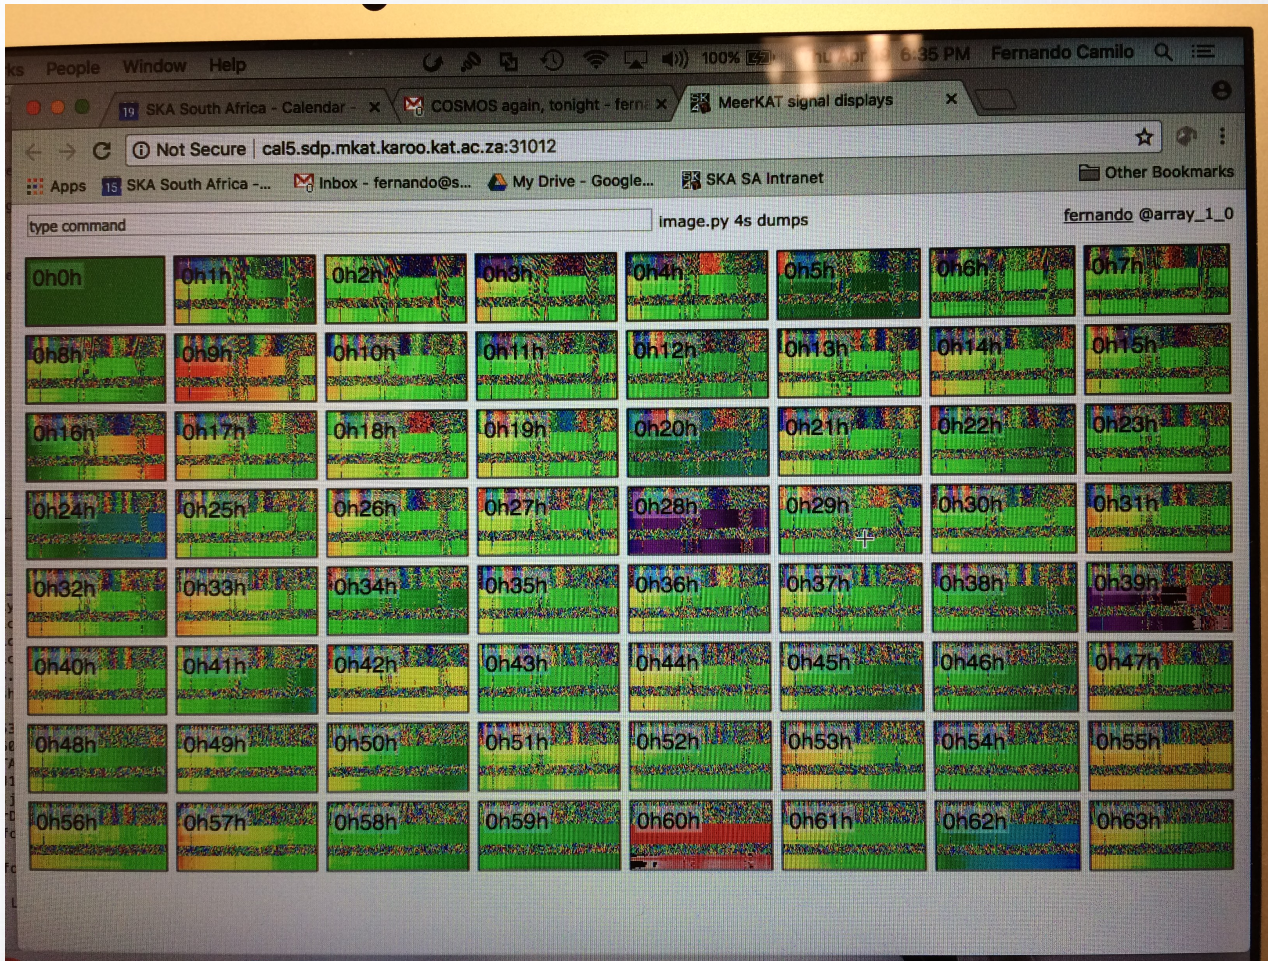 ks People Window Help 100% Thu Apr 6:35 PM Fernando Camilo
19 SKA South Africa - Calendar - × COSMOS again, tonight - ferna × MeerKAT signal displays ×
Not Secure | cal5.sdp.mkat.karoo.kat.ac.za:31012
Apps 15 SKA South Africa -... Inbox - fernando@s... My Drive - Google... SKA SA Intranet Other Bookmarks
type command image.py 4s dumps fernando @array_1_0
0h0h 0h1h 0h2h 0h3h 0h4h 0h5h 0h6h 0h7h
0h8h 0h9h 0h10h 0h11h 0h12h 0h13h 0h14h 0h15h
0h16h 0h17h 0h18h 0h19h 0h20h 0h21h 0h22h 0h23h
0h24h 0h25h 0h26h 0h27h 0h28h 0h29h 0h30h 0h31h
0h32h 0h33h 0h34h 0h35h 0h36h 0h37h 0h38h 0h39h
0h40h 0h41h 0h42h 0h43h 0h44h 0h45h 0h46h 0h47h
0h48h 0h49h 0h50h 0h51h 0h52h 0h53h 0h54h 0h55h
0h56h 0h57h 0h58h 0h59h 0h60h 0h61h 0h62h 0h63h